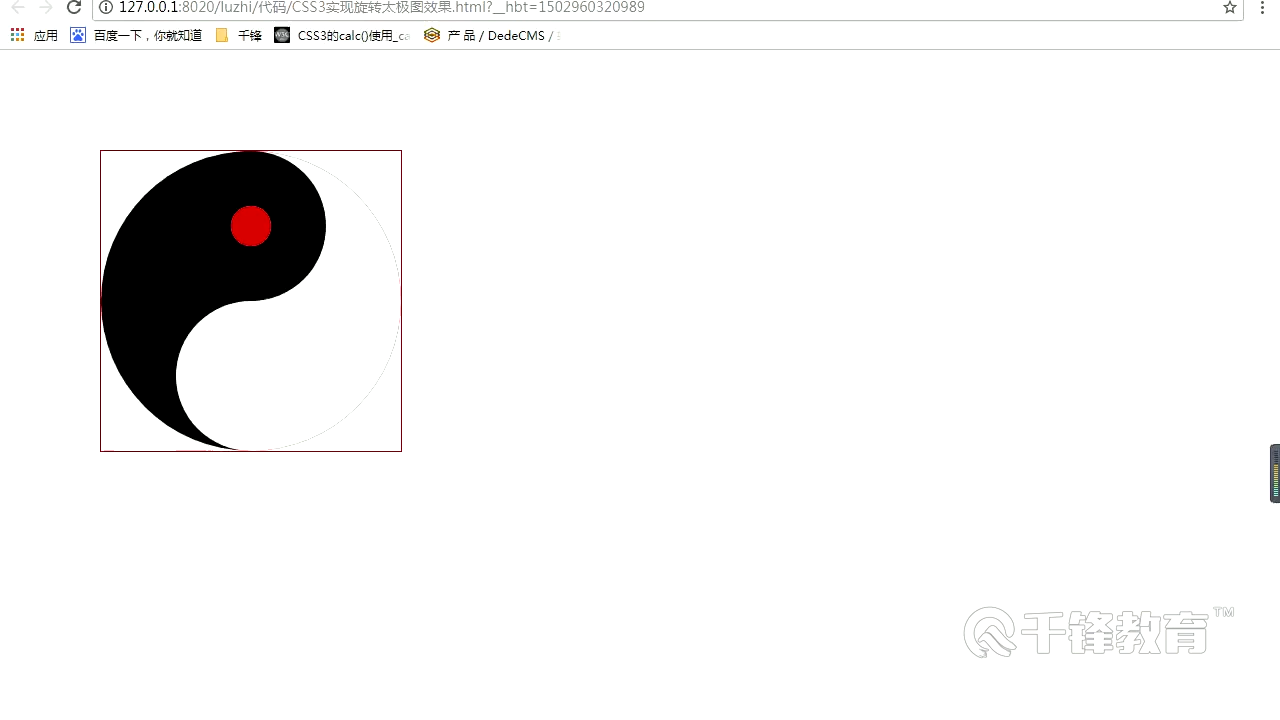 127.0.0.1:8020/luzhi/代码/CSS3实现旋转太极图效果.html?__hbt=1502960320989
应用 百度一下，你就知道 千锋 W3C CSS3的calc()使用_ca 产 品 / DedeCMS /
千锋教育™